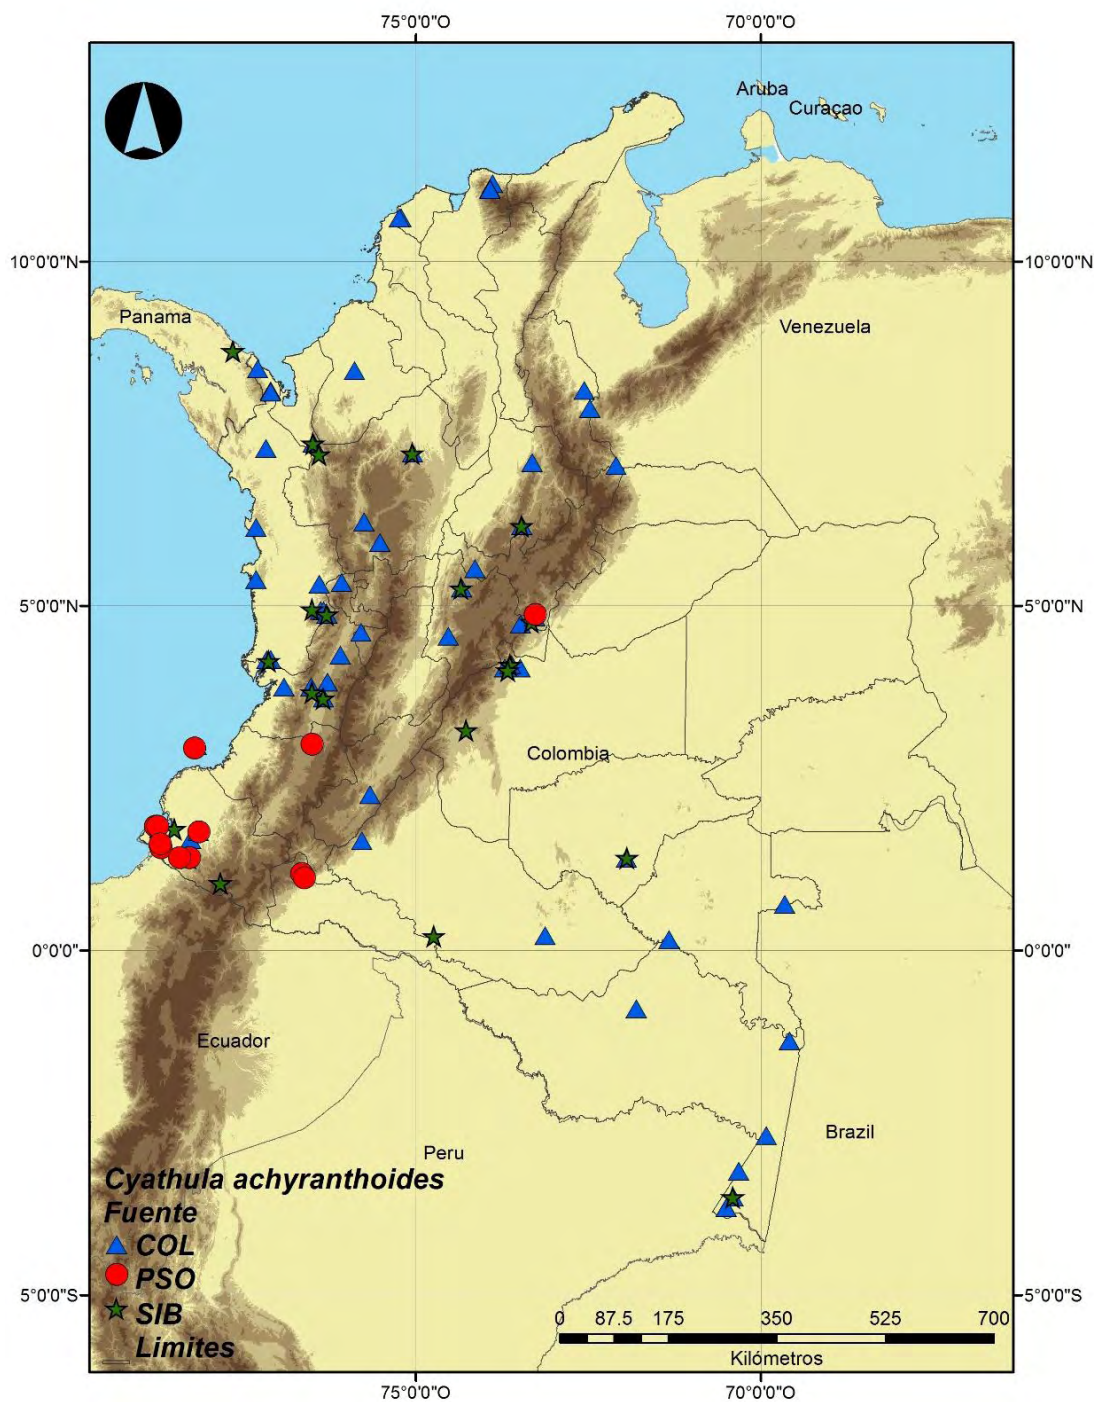 75°0'0"O 70°0'0"O
Aruba
Curaçao
10°0'0"N 10°0'0"N
Panama
Venezuela
5°0'0"N 5°0'0"N
Colombia
0°0'0" 0°0'0"
Ecuador
Brazil
Peru
Cyathula achyranthoides
Fuente
COL
PSO
SIB
Limites
5°0'0"S 5°0'0"S
0 87.5 175 350 525 700
Kilómetros
75°0'0"O 70°0'0"O